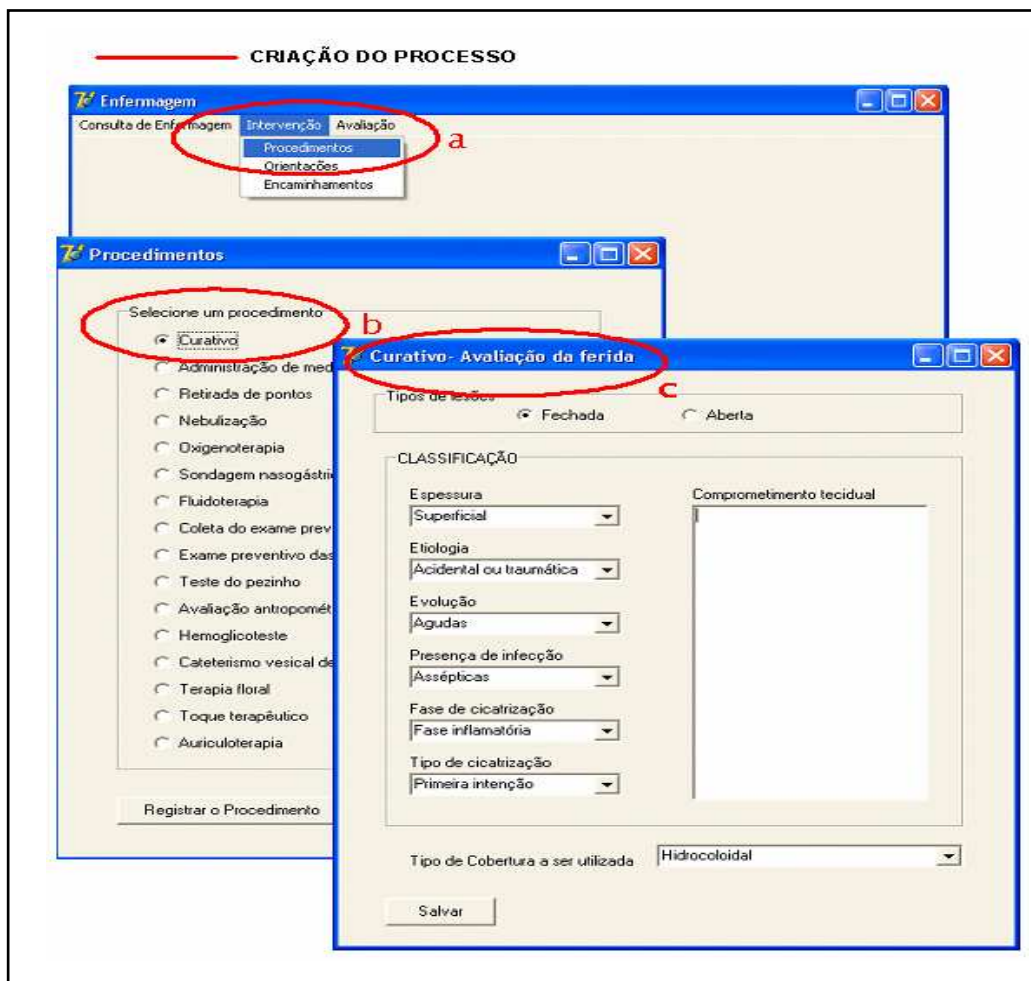 CRIAÇÃO DO PROCESSO
Enfermagem
Consulta de Enfermagem Intervenção Avaliação
a
Procedimentos
Orientações
Encaminhamentos
Procedimentos
Selecione um procedimento
b
Curativo
Administração de med
Retirada de pontos
Nebulização
Oxigenoterapia
Sondagem nasogástri
Fluidoterapia
Coleta do exame prev
Exame preventivo das
Teste do pezinho
Avaliação antropomét
Hemoglicoteste
Cateterismo vesical de
Terapia floral
Toque terapêutico
Auriculoterapia
Registrar o Procedimento
Curativo- Avaliação da ferida
c
Tipos de lesões
Fechada Aberta
CLASSIFICAÇÃO
Espessura
Superficial
Etiologia
Acidental ou traumática
Evolução
Agudas
Presença de infecção
Assépticas
Fase de cicatrização
Fase inflamatória
Tipo de cicatrização
Primeira intenção
Comprometimento tecidual
Tipo de Cobertura a ser utilizada Hidrocoloidal
Salvar